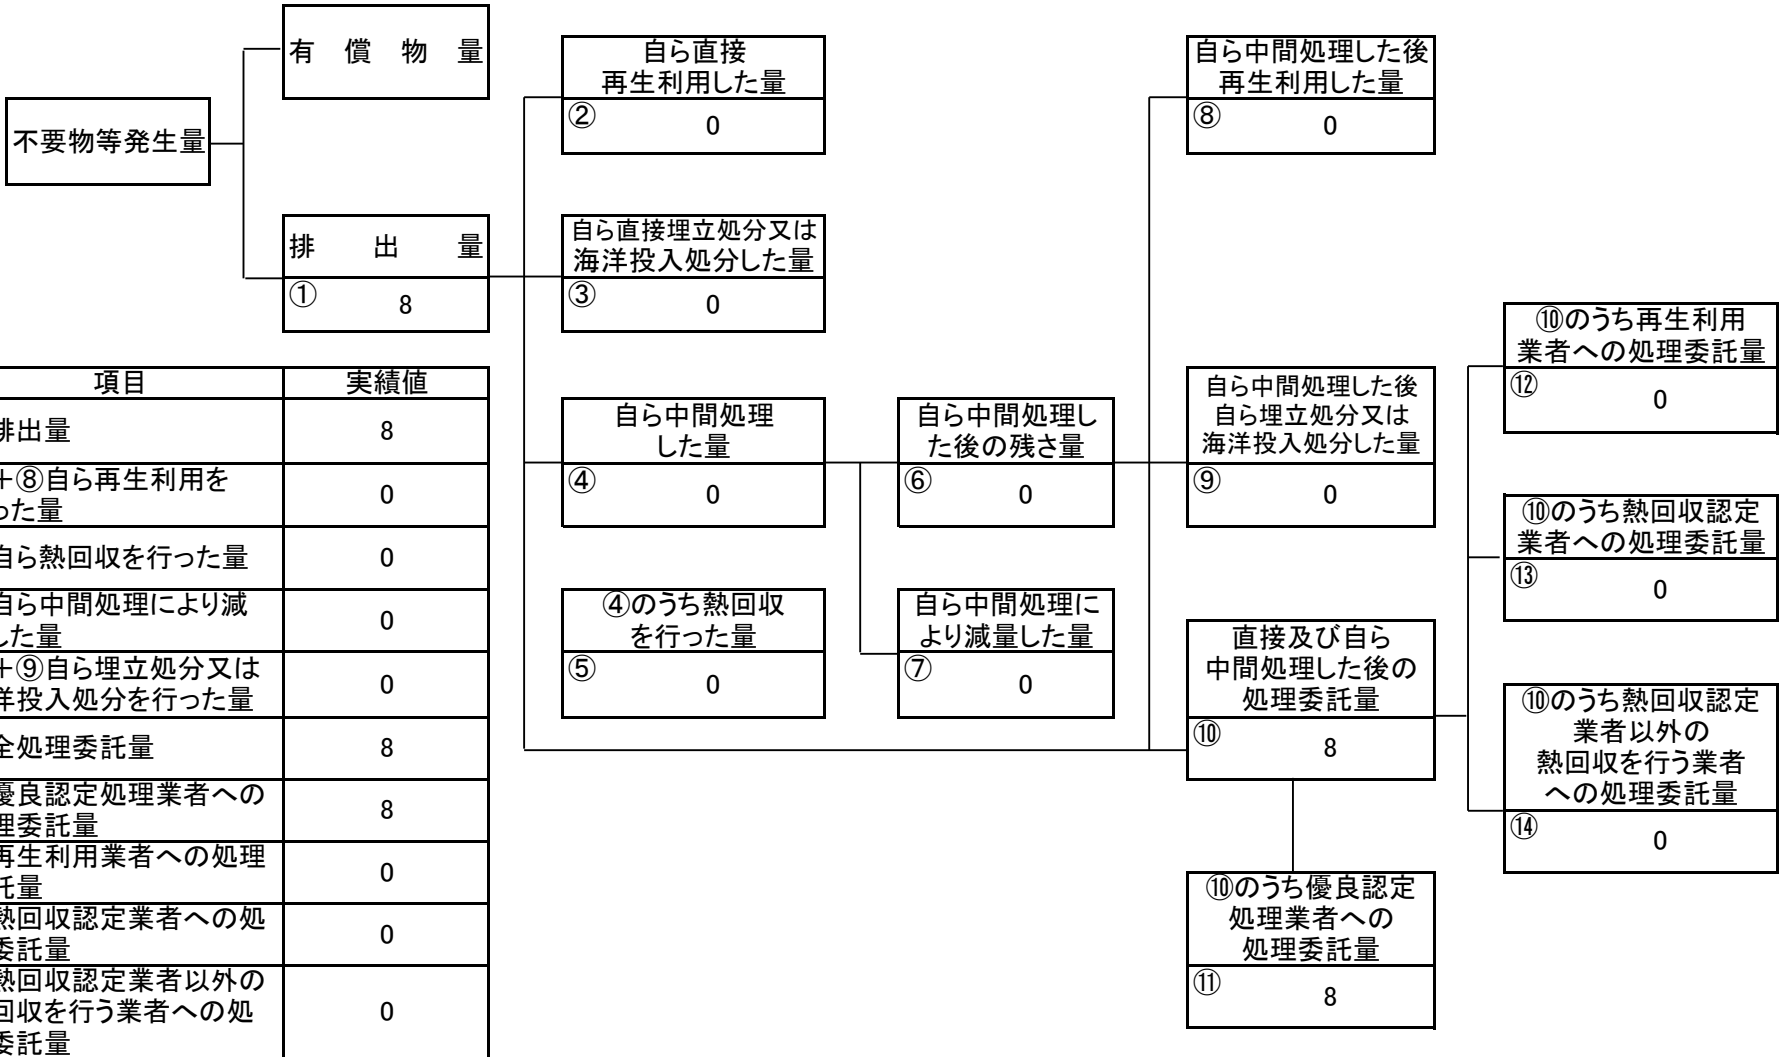 有償物量
不要物等発生量
排出量
①
8
自ら直接
再生利用した量
②
0
自ら直接埋立処分又は
海洋投入処分した量
③
0
自ら中間処理
した量
④
0
④のうち熱回収
を行った量
⑤
0
自ら中間処理し
た後の残さ量
⑥
0
自ら中間処理に
より減量した量
⑦
0
自ら中間処理した後
再生利用した量
⑧
0
自ら中間処理した後
自ら埋立処分又は
海洋投入処分した量
⑨
0
直接及び自ら
中間処理した後の
処理委託量
⑩
8
⑩のうち優良認定
処理業者への
処理委託量
⑪
8
⑩のうち再生利用
業者への処理委託量
⑫
0
⑩のうち熱回収認定
業者への処理委託量
⑬
0
⑩のうち熱回収認定
業者以外の
熱回収を行う業者
への処理委託量
⑭
0
項目 実績値
排出量 8
+⑧自ら再生利用を
った量 0
自ら熱回収を行った量 0
自ら中間処理により減
した量 0
+⑨自ら埋立処分又は
洋投入処分を行った量 0
全処理委託量 8
優良認定処理業者への
理委託量 8
再生利用業者への処理
託量 0
熱回収認定業者への処
委託量 0
熱回収認定業者以外の
回収を行う業者への処
委託量 0